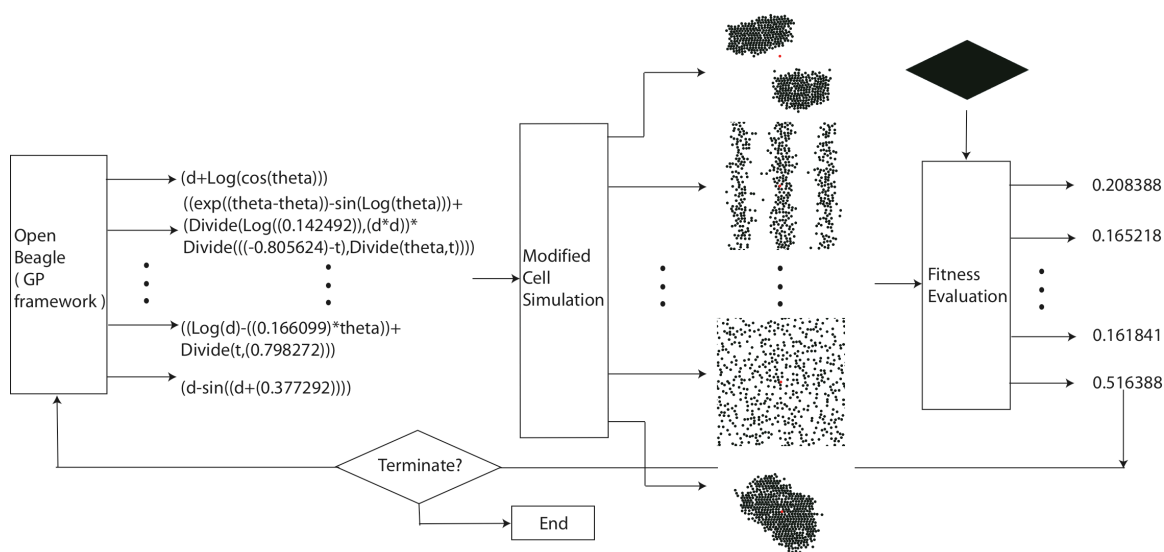 Open
Beagle
( GP
framework )
(d+Log(cos(theta)))
((exp((theta-theta))-sin(Log(theta)))+
(Divide(Log((0.142492)),(d*d))*
Divide(((-0.805624)-t),Divide(theta,t))))
((Log(d)-((0.166099)*theta))+
Divide(t,(0.798272)))
(d-sin((d+(0.377292))))
Modified
Cell
Simulation
Fitness
Evaluation
0.208388
0.165218
0.161841
0.516388
Terminate?
End